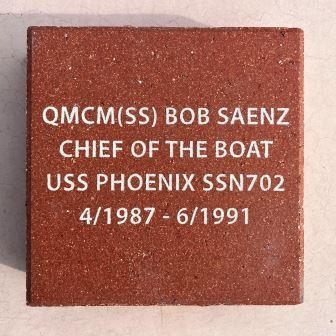 QMCM(SS) BOB SAENZ
CHIEF OF THE BOAT
USS PHOENIX SSN702
4/1987 - 6/1991